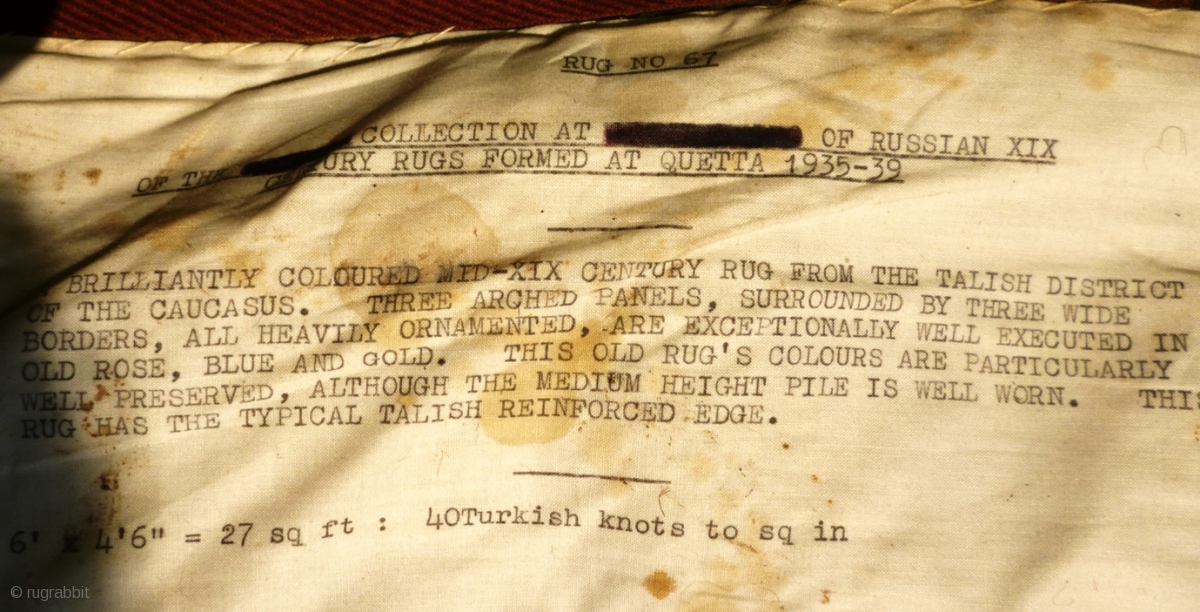 RUG NO 67
COLLECTION AT OF RUSSIAN XIX
OF THE CENTURY RUGS FORMED AT QUETTA 1935-39
BRILLIANTLY COLOURED MID-XIX CENTURY RUG FROM THE TALISH DISTRICT
OF THE CAUCASUS. THREE ARCHED PANELS, SURROUNDED BY THREE WIDE
BORDERS, ALL HEAVILY ORNAMENTED, ARE EXCEPTIONALLY WELL EXECUTED IN
OLD ROSE, BLUE AND GOLD. THIS OLD RUG'S COLOURS ARE PARTICULARLY
WELL PRESERVED, ALTHOUGH THE MEDIUM HEIGHT PILE IS WELL WORN. THIS
RUG HAS THE TYPICAL TALISH REINFORCED EDGE.
6' x 4'6" = 27 sq ft : 40Turkish knots to sq in
© rugrabbit